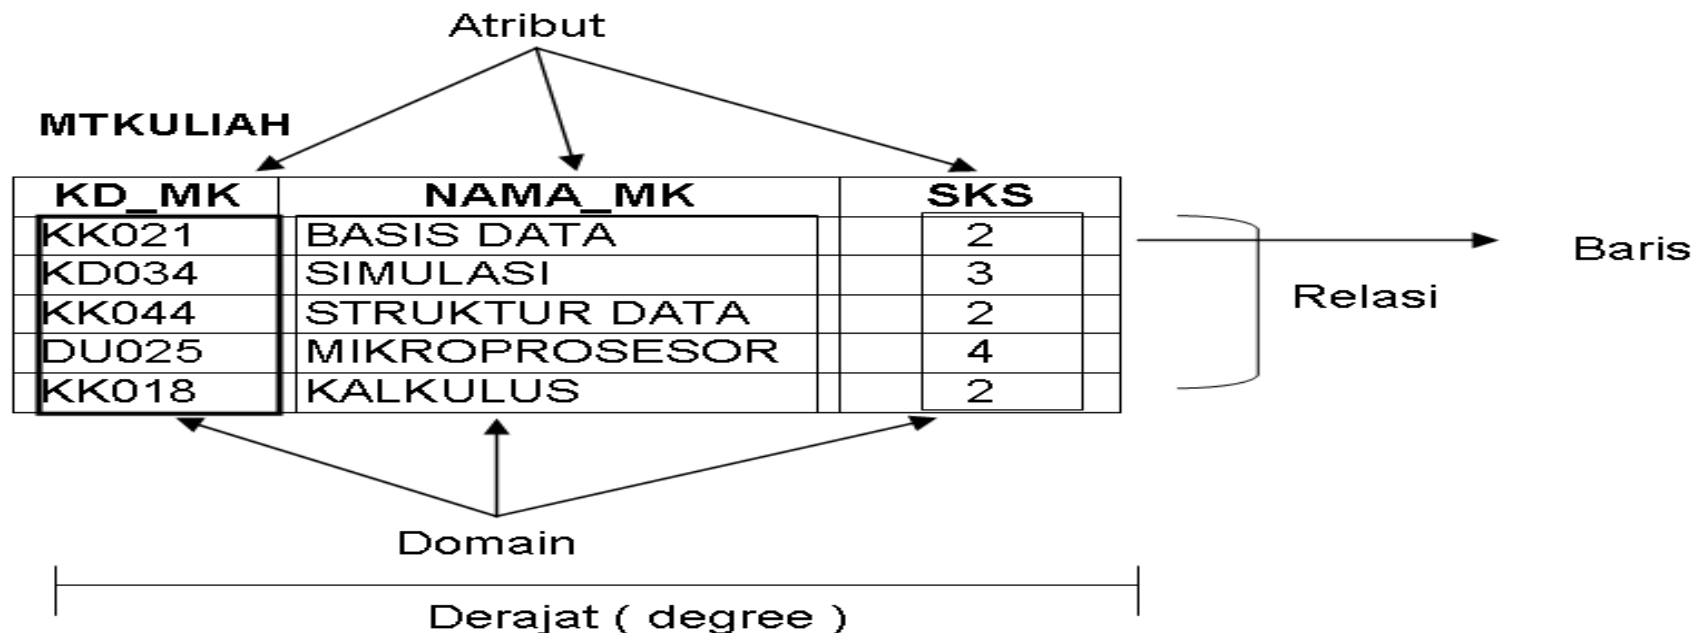 Atribut
MTKULIAH
KD_MK NAMA_MK SKS
KK021 BASIS DATA 2
KD034 SIMULASI 3
KK044 STRUKTUR DATA 2
DU025 MIKROPROSESOR 4
KK018 KALKULUS 2
Baris
Relasi
Domain
Derajat ( degree )